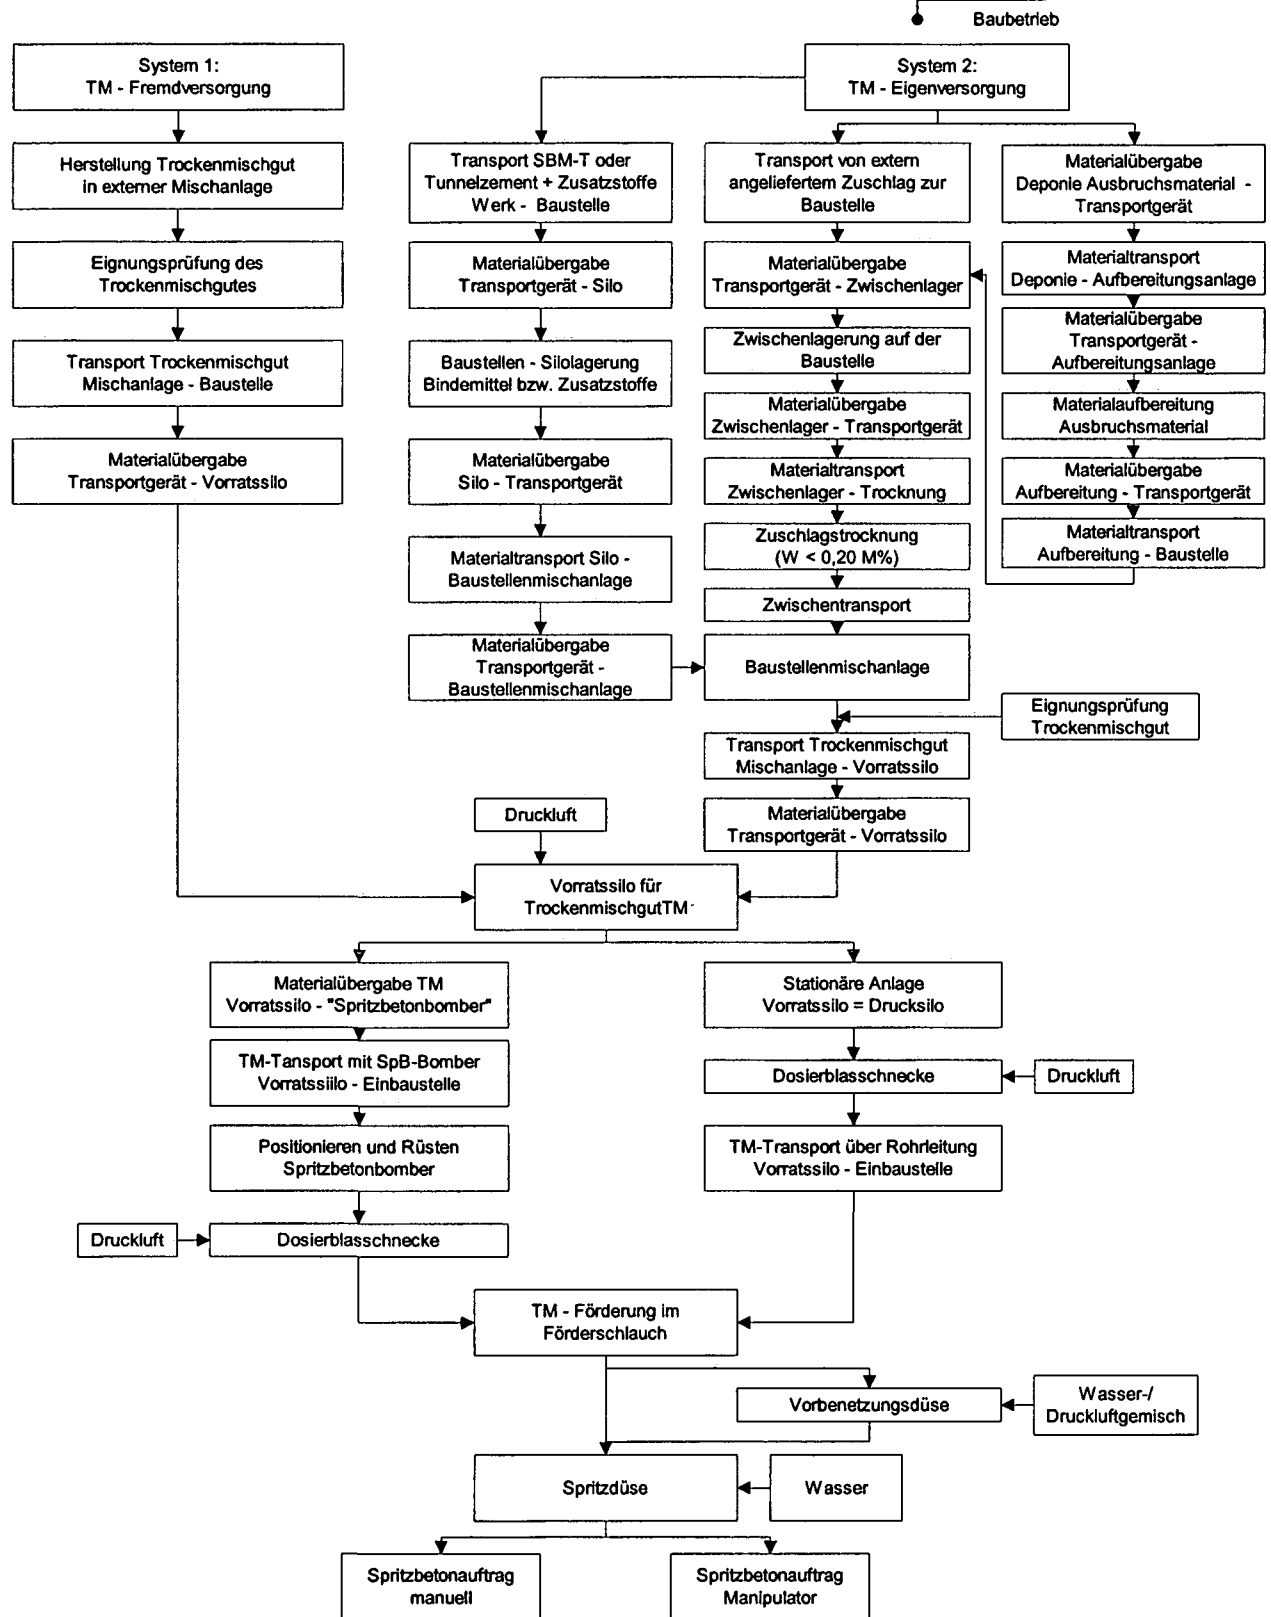 Baubetrieb
System 1:
TM - Fremdversorgung
Herstellung Trockenmischgut
in externer Mischanlage
Eignungsprüfung des
Trockenmischgutes
Transport Trockenmischgut
Mischanlage - Baustelle
Materialübergabe
Transportgerät - Vorratssilo
System 2:
TM - Eigenversorgung
Transport SBM-T oder
Tunnelzement + Zusatzstoffe
Werk - Baustelle
Materialübergabe
Transportgerät - Silo
Baustellen - Silolagerung
Bindemittel bzw. Zusatzstoffe
Materialübergabe
Silo - Transportgerät
Materialtransport Silo -
Baustellenmischanlage
Materialübergabe
Transportgerät -
Baustellenmischanlage
Transport von extern
angeliefertem Zuschlag zur
Baustelle
Materialübergabe
Transportgerät - Zwischenlager
Zwischenlagerung auf der
Baustelle
Materialübergabe
Zwischenlager - Transportgerät
Materialtransport
Zwischenlager - Trocknung
Zuschlagstrocknung
(W < 0,20 M%)
Zwischentransport
Baustellenmischanlage
Materialübergabe
Deponie Ausbruchsmaterial -
Transportgerät
Materialtransport
Deponie - Aufbereitungsanlage
Materialübergabe
Transportgerät -
Aufbereitungsanlage
Materialaufbereitung
Ausbruchsmaterial
Materialübergabe
Aufbereitung - Transportgerät
Materialtransport
Aufbereitung - Baustelle
Eignungsprüfung
Trockenmischgut
Transport Trockenmischgut
Mischanlage - Vorratssilo
Materialübergabe
Transportgerät - Vorratssilo
Druckluft
Vorratssilo für
TrockenmischgutTM
Materialübergabe TM
Vorratssilo - "Spritzbetonbomber"
TM-Tansport mit SpB-Bomber
Vorratssiilo - Einbaustelle
Positionieren und Rüsten
Spritzbetonbomber
Druckluft
Dosierblasschnecke
Stationäre Anlage
Vorratssilo = Drucksilo
Dosierblasschnecke
Druckluft
TM-Transport über Rohrleitung
Vorratssilo - Einbaustelle
TM - Förderung im
Förderschlauch
Vorbenetzungsdüse
Wasser-/
Druckluftgemisch
Spritzdüse
Wasser
Spritzbetonauftrag
manuell
Spritzbetonauftrag
Manipulator